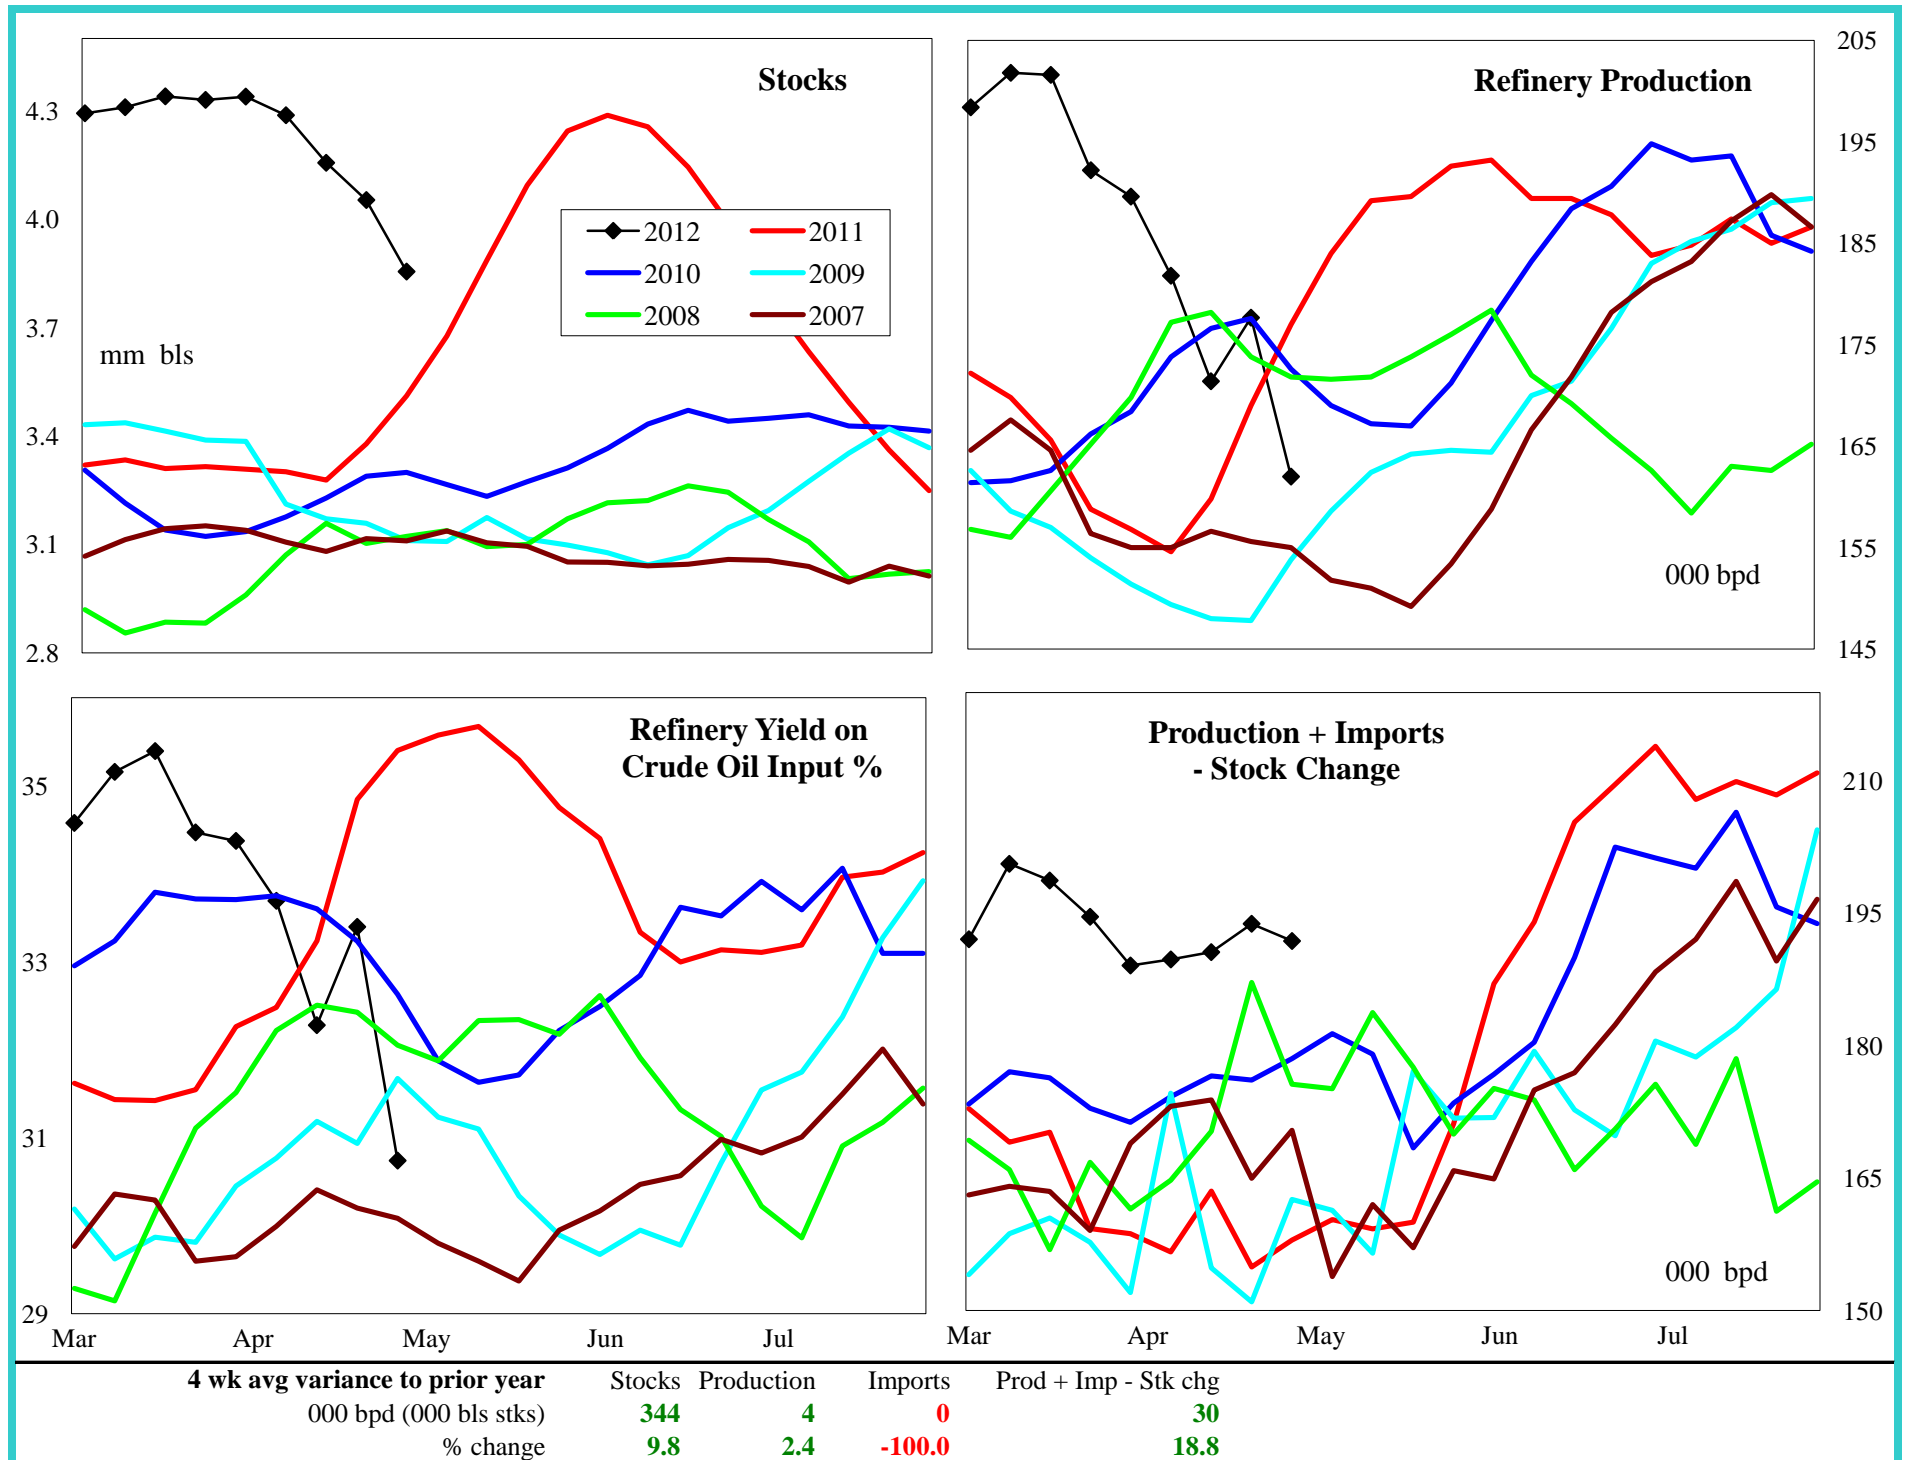 Stocks
4.3
4.0
3.7
3.4
3.1
2.8
mm bls
2012 2011
2010 2009
2008 2007
Refinery Production
205
195
185
175
165
155
145
000 bpd
Refinery Yield on
Crude Oil Input %
35
33
31
29
Mar Apr May Jun Jul
Production + Imports
- Stock Change
210
195
180
165
150
000 bpd
Mar Apr May Jun Jul
4 wk avg variance to prior year Stocks Production Imports Prod + Imp - Stk chg
000 bpd (000 bls stks) 344 4 0 30
% change 9.8 2.4 -100.0 18.8